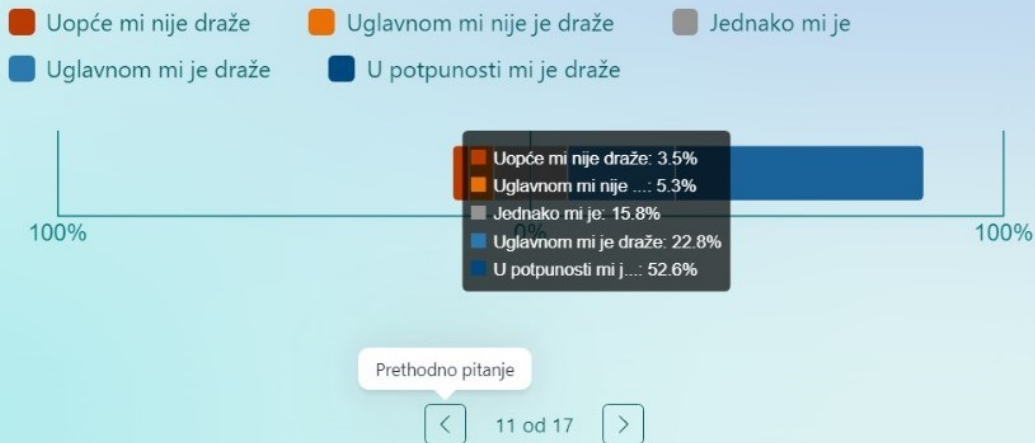 Uopće mi nije draže Uglavnom mi nije je draže Jednako mi je
Uglavnom mi je draže U potpunosti mi je draže
Uopće mi nije draže: 3.5%
Uglavnom mi nije ...: 5.3%
Jednako mi je: 15.8%
100% 0% 100%
Uglavnom mi je draže: 22.8%
U potpunosti mi j...: 52.6%
Prethodno pitanje
< 11 od 17 >